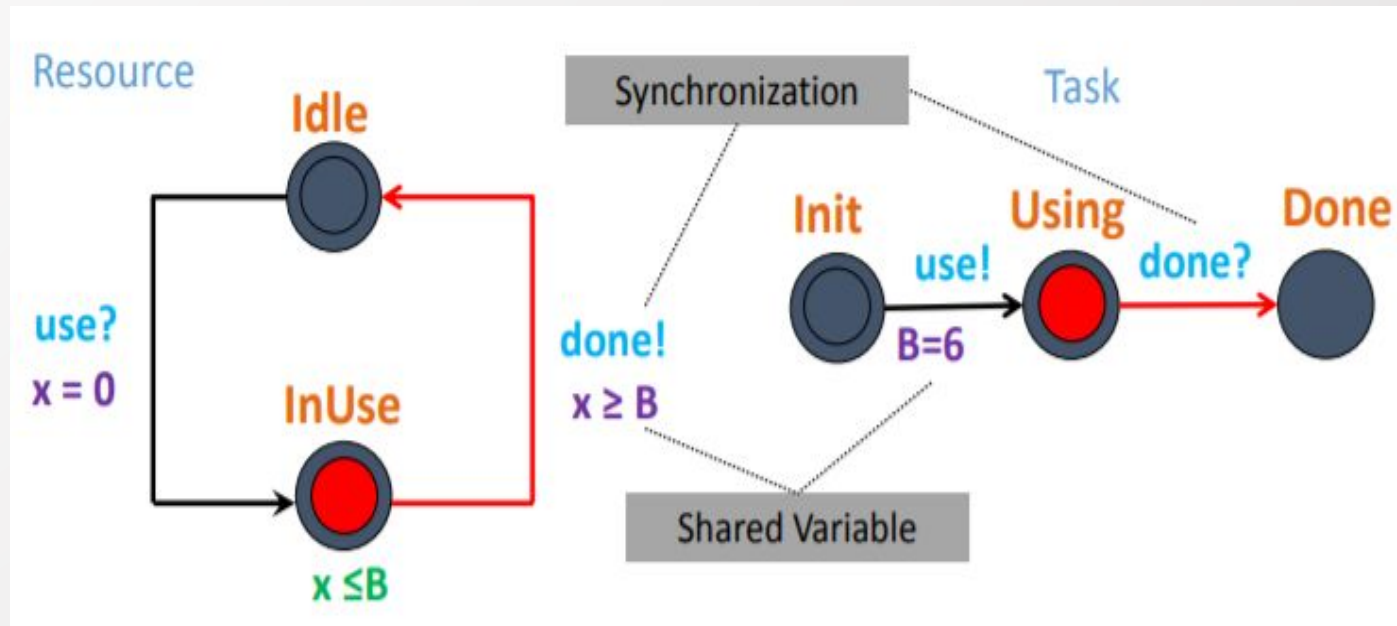 Resource
Synchronization
Task
Idle
Init
Using
Done
use!
done?
use?
x = 0
done!
x ≥ B
B=6
InUse
Shared Variable
x ≤B